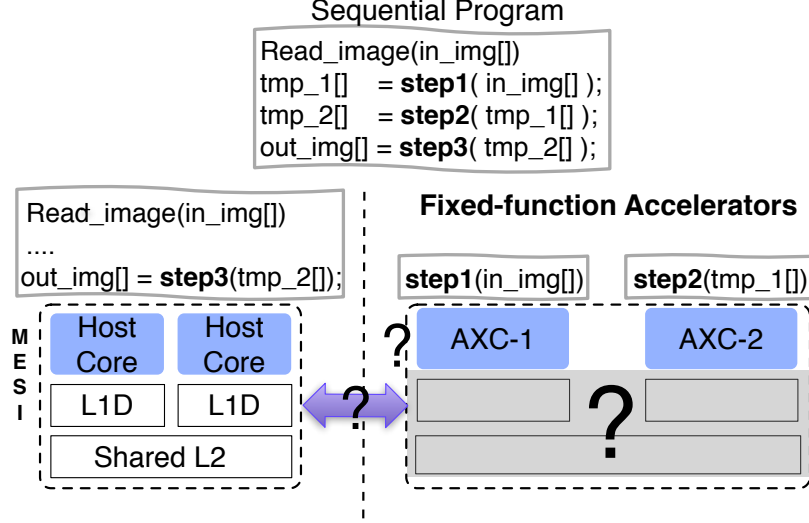 Sequential Program
Read_image(in_img[])
tmp_1[] = step1( in_img[] );
tmp_2[] = step2( tmp_1[] );
out_img[] = step3( tmp_2[] );
Read_image(in_img[])
....
out_img[] = step3(tmp_2[]);
Fixed-function Accelerators
step1(in_img[])
step2(tmp_1[])
MESI
Host
Core
Host
Core
L1D
L1D
Shared L2
?
?
AXC-1
AXC-2
?